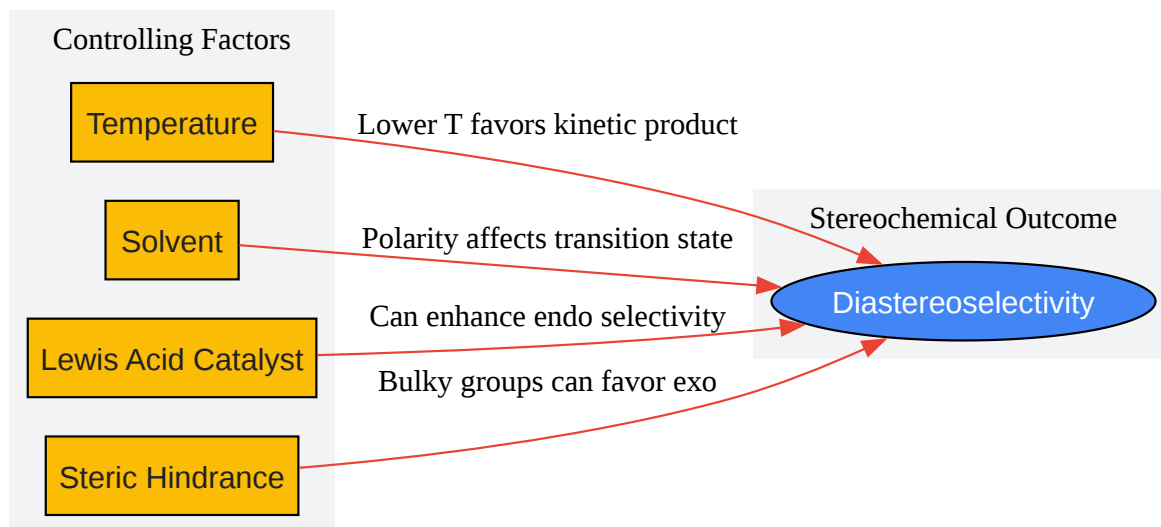 Controlling Factors
Temperature
Lower T favors kinetic product
Solvent
Polarity affects transition state
Stereochemical Outcome
Diastereoselectivity
Lewis Acid Catalyst
Can enhance endo selectivity
Steric Hindrance
Bulky groups can favor exo